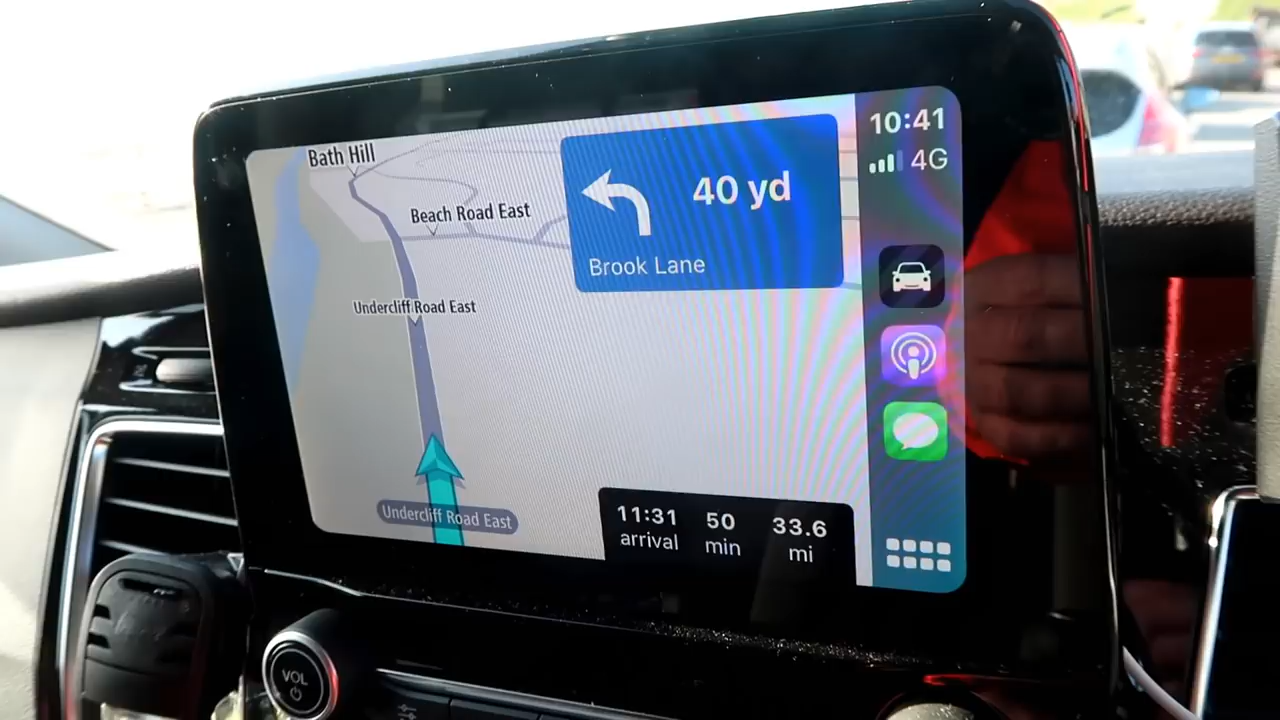 Bath Hill
Beach Road East
Undercliff Road East
Undercliff Road East
40 yd
Brook Lane
10:41
4G
11:31 50 33.6
arrival min mi
VOL